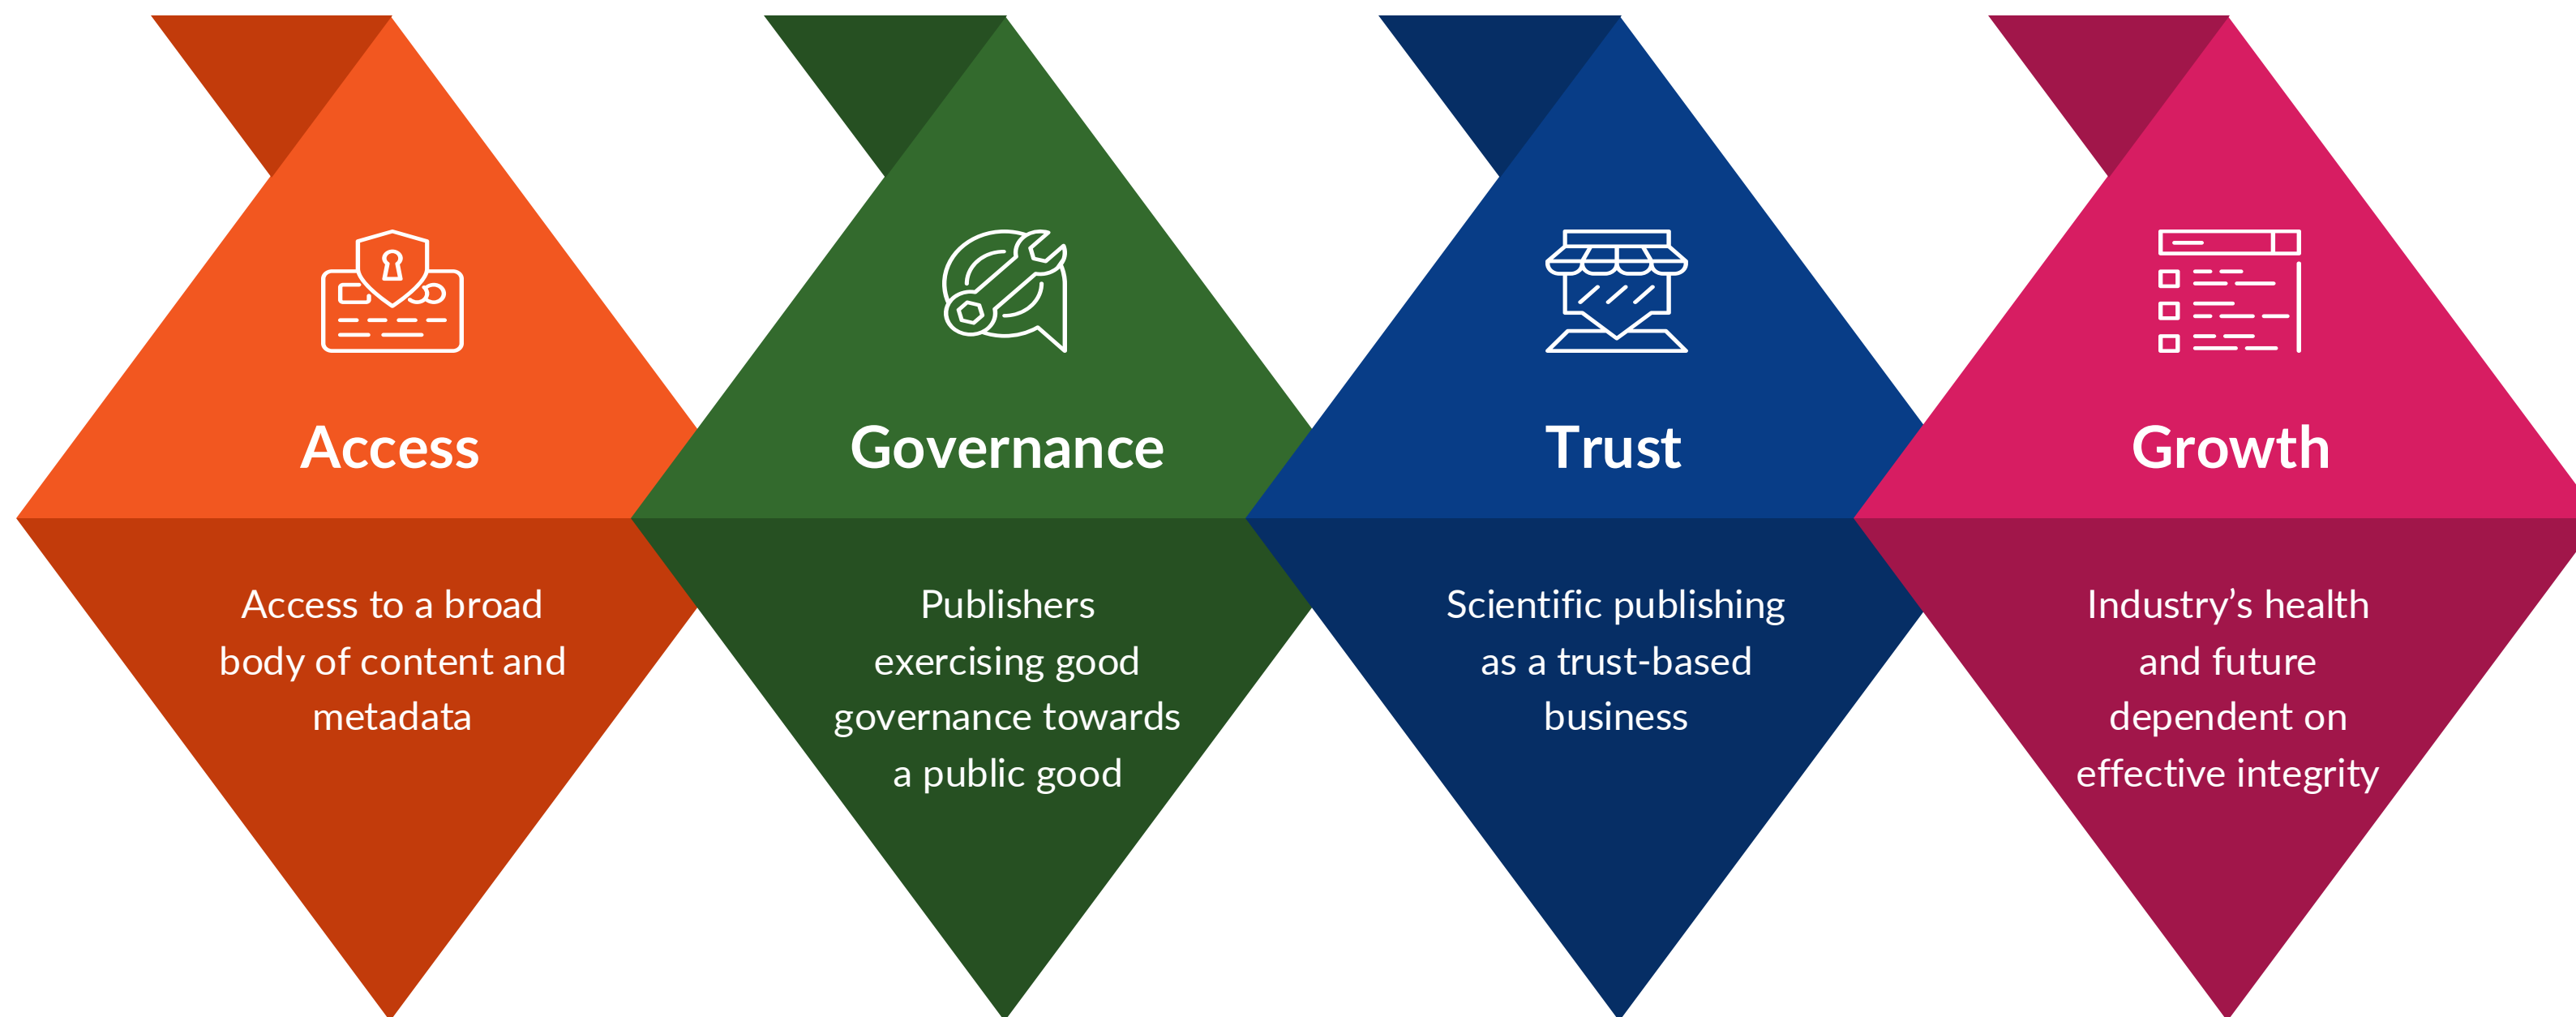 Access
Access to a broad
body of content and
metadata
Governance
Publishers
exercising good
governance towards
a public good
Trust
Scientific publishing
as a trust-based
business
Growth
Industry’s health
and future
dependent on
effective integrity